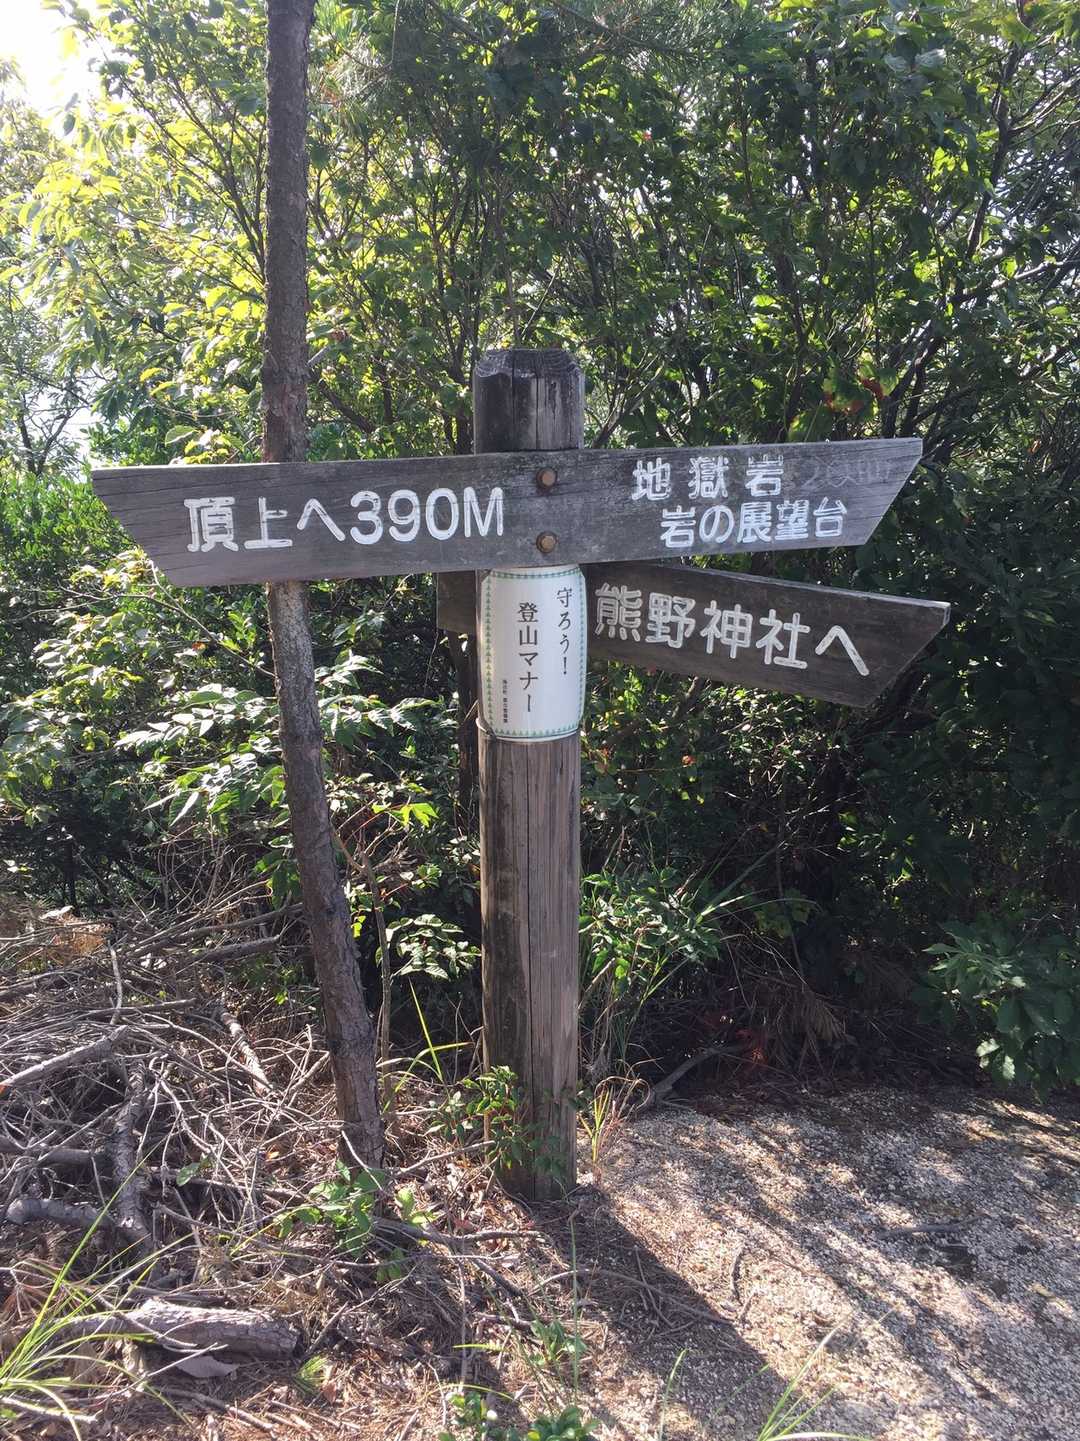 頂上へ390M
地獄岩
岩の展望台
熊野神社へ
守ろう!
登山マナー